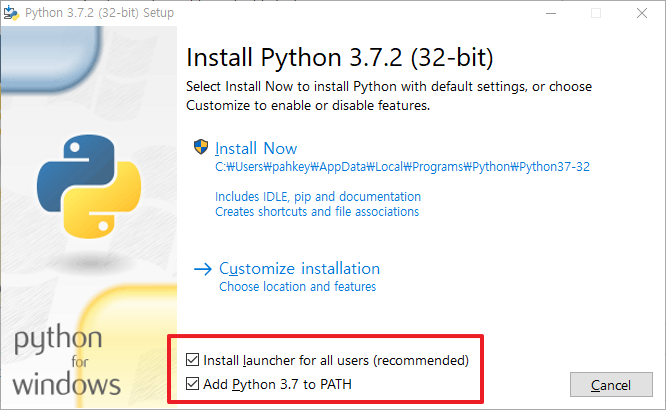 Python 3.7.2 (32-bit) Setup
Install Python 3.7.2 (32-bit)
Select Install Now to install Python with default settings, or choose
Customize to enable or disable features.
Install Now
C:₩Users₩pahkey₩AppData₩Local₩Programs₩Python₩Python37-32
Includes IDLE, pip and documentation
Creates shortcuts and file associations
Customize installation
Choose location and features
python
for
windows
Install launcher for all users (recommended)
Add Python 3.7 to PATH
Cancel